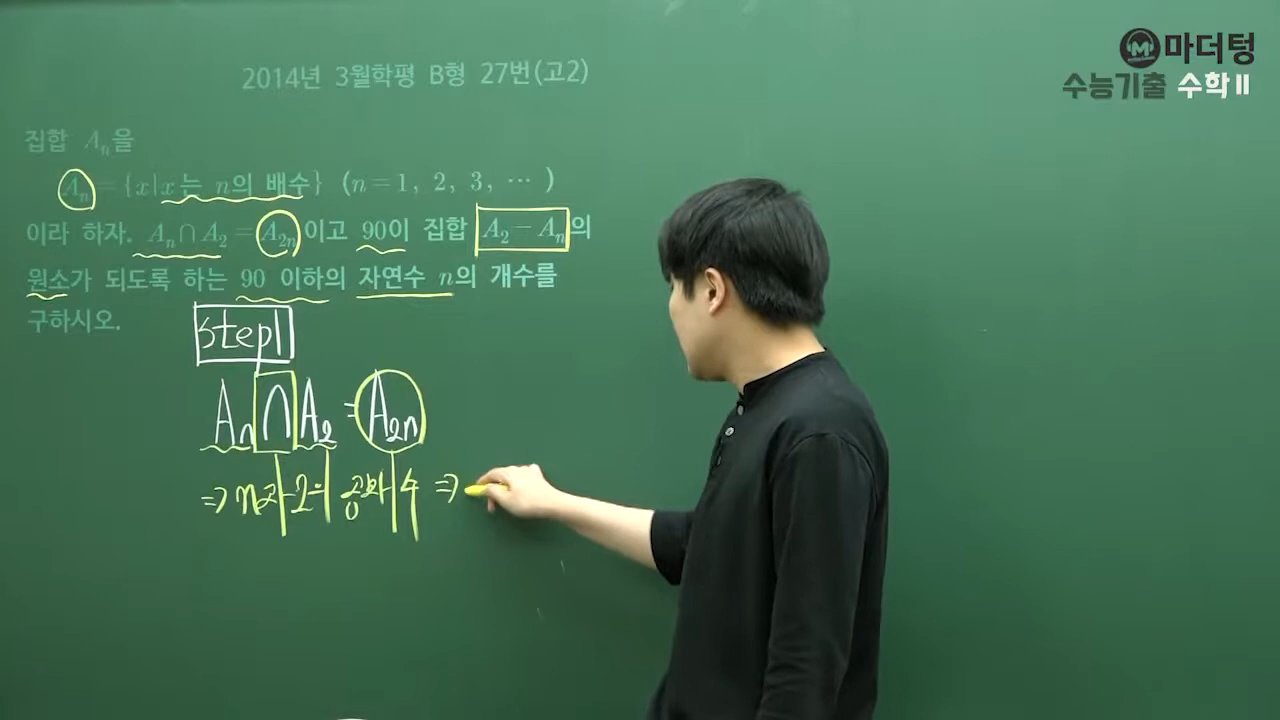 마더텅
수능기출 수학 II
2014년 3월학평 B형 27번(고2)
집합 Aₙ을
Aₙ = {x|x는 n의 배수} (n=1, 2, 3, ⋯ )
이라 하자. Aₙ∩A₂ = A₂ₙ이고 90이 집합 A₂-Aₙ의
원소가 되도록 하는 90 이하의 자연수 n의 개수를
구하시오.
Step1
Aₙ ∩ A₂ = A₂ₙ
⇒ n과 2의 공배수 ⇒